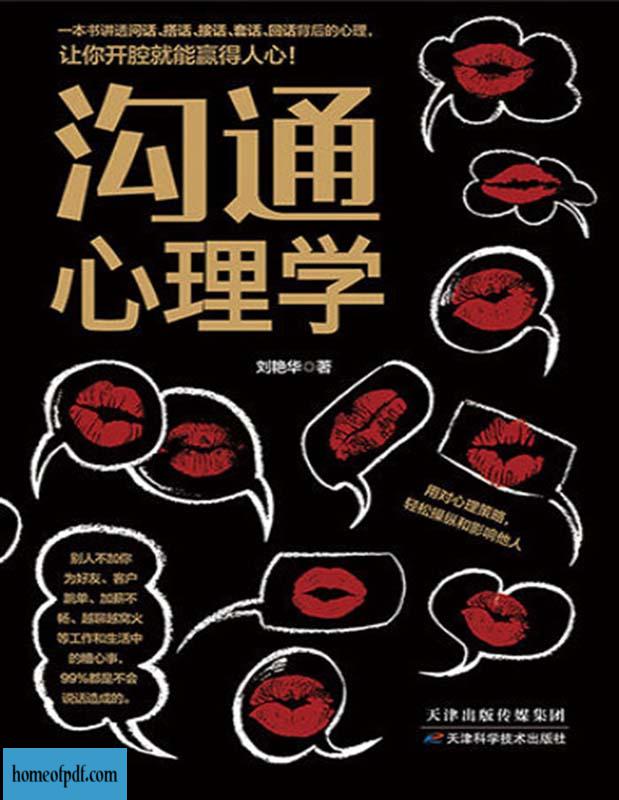 一本书讲透问话、搭话、接话、套话、回话背后的心理，
让你开腔就能赢得人心！
沟通
心理学
刘艳华◎著
用对心理策略，
轻松操纵和影响他人
别人不加你
为好友、客户
跳单、加薪不
畅、越聊越窝火
等工作和生活中
的糟心事，
99%都是不会
说话造成的。
天津出版传媒集团
天津科学技术出版社
homeofpdf.com